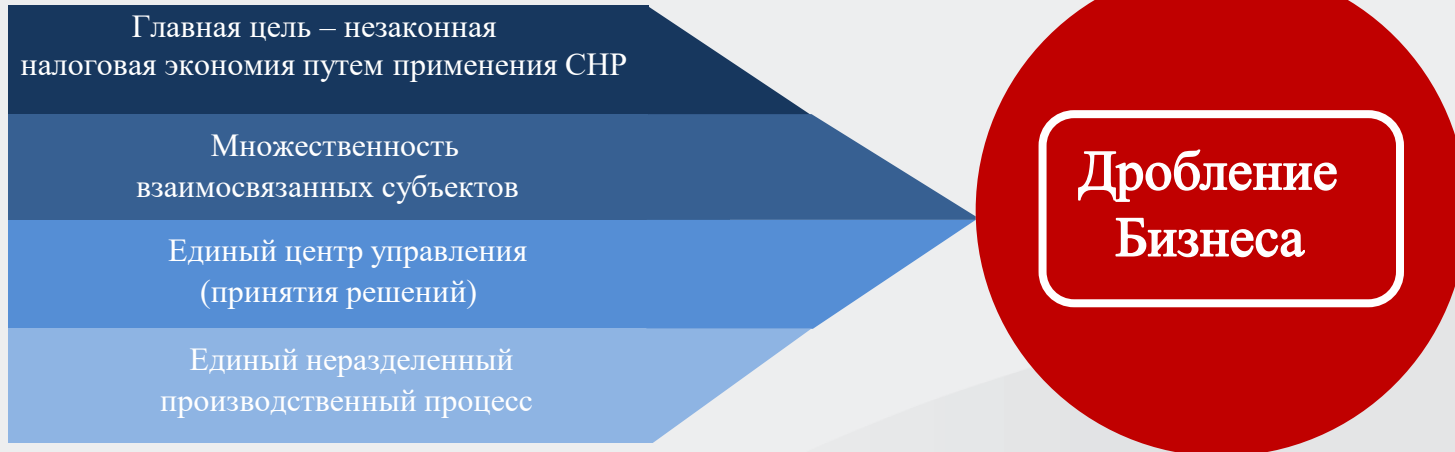 Главная цель – незаконная
налоговая экономия путем применения СНР
Множественность
взаимосвязанных субъектов
Единый центр управления
(принятия решений)
Единый неразделенный
производственный процесс
Дробление
Бизнеса